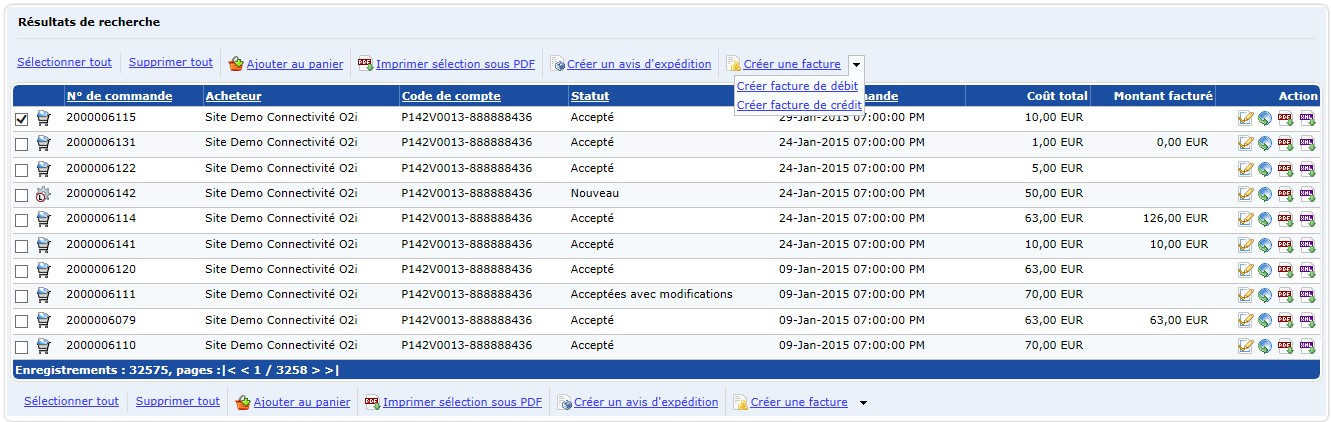 Résultats de recherche
Sélectionner tout Supprimer tout Ajouter au panier Imprimer sélection sous PDF Créer un avis d'expédition Créer une facture
Créer facture de débit
Créer facture de crédit
N° de commande Acheteur Code de compte Statut mande Coût total Montant facturé Action
2000006115 Site Demo Connectivité O2i P142V0013-888888436 Accepté 29-Jan-2015 07:00:00 PM 10,00 EUR
2000006131 Site Demo Connectivité O2i P142V0013-888888436 Accepté 24-Jan-2015 07:00:00 PM 1,00 EUR 0,00 EUR
2000006122 Site Demo Connectivité O2i P142V0013-888888436 Accepté 24-Jan-2015 07:00:00 PM 5,00 EUR
2000006142 Site Demo Connectivité O2i P142V0013-888888436 Nouveau 24-Jan-2015 07:00:00 PM 50,00 EUR
2000006114 Site Demo Connectivité O2i P142V0013-888888436 Accepté 24-Jan-2015 07:00:00 PM 63,00 EUR 126,00 EUR
2000006141 Site Demo Connectivité O2i P142V0013-888888436 Accepté 24-Jan-2015 07:00:00 PM 10,00 EUR 10,00 EUR
2000006120 Site Demo Connectivité O2i P142V0013-888888436 Accepté 09-Jan-2015 07:00:00 PM 63,00 EUR
2000006111 Site Demo Connectivité O2i P142V0013-888888436 Acceptées avec modifications 09-Jan-2015 07:00:00 PM 70,00 EUR
2000006079 Site Demo Connectivité O2i P142V0013-888888436 Accepté 09-Jan-2015 07:00:00 PM 63,00 EUR 63,00 EUR
2000006110 Site Demo Connectivité O2i P142V0013-888888436 Accepté 09-Jan-2015 07:00:00 PM 70,00 EUR
Enregistrements : 32575, pages :|< < 1 / 3258 > >|
Sélectionner tout Supprimer tout Ajouter au panier Imprimer sélection sous PDF Créer un avis d'expédition Créer une facture